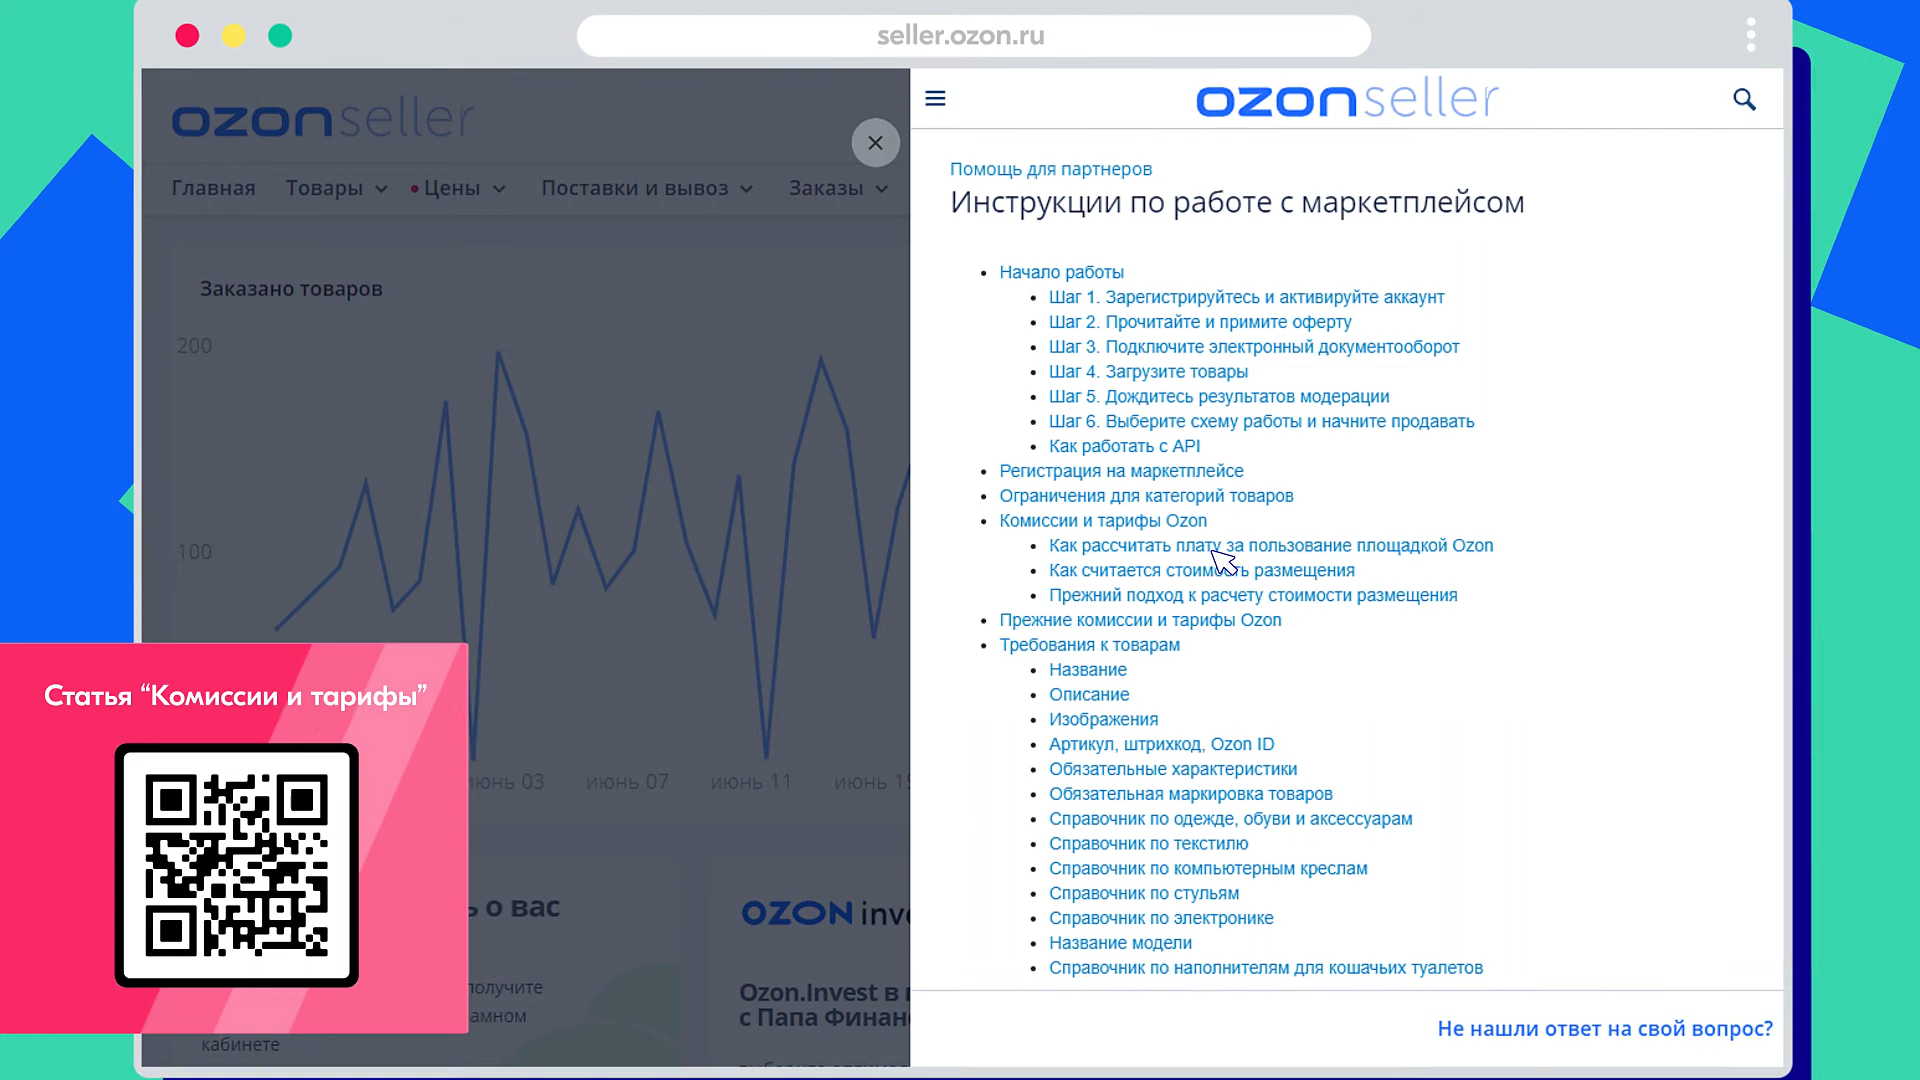 seller.ozon.ru
ozon seller
Главная Товары Цены Поставки и вывоз Заказы
Заказано товаров
200
100
июнь 03 июнь 07 июнь 11
о вас
получите
кабинете
OZON
Ozon.Invest в
с Папа
Статья “Комиссии и тарифы”
ozon seller
Помощь для партнеров
Инструкции по работе с маркетплейсом
Начало работы
Шаг 1. Зарегистрируйтесь и активируйте аккаунт
Шаг 2. Прочитайте и примите оферту
Шаг 3. Подключите электронный документооборот
Шаг 4. Загрузите товары
Шаг 5. Дождитесь результатов модерации
Шаг 6. Выберите схему работы и начните продавать
Как работать с API
Регистрация на маркетплейсе
Ограничения для категорий товаров
Комиссии и тарифы Ozon
Как рассчитать плату за пользование площадкой Ozon
Как считается стоимость размещения
Прежний подход к расчету стоимости размещения
Прежние комиссии и тарифы Ozon
Требования к товарам
Название
Описание
Изображения
Артикул, штрихкод, Ozon ID
Обязательные характеристики
Обязательная маркировка товаров
Справочник по одежде, обуви и аксессуарам
Справочник по текстилю
Справочник по компьютерным креслам
Справочник по стульям
Справочник по электронике
Название модели
Справочник по наполнителям для кошачьих туалетов
Не нашли ответ на свой вопрос?